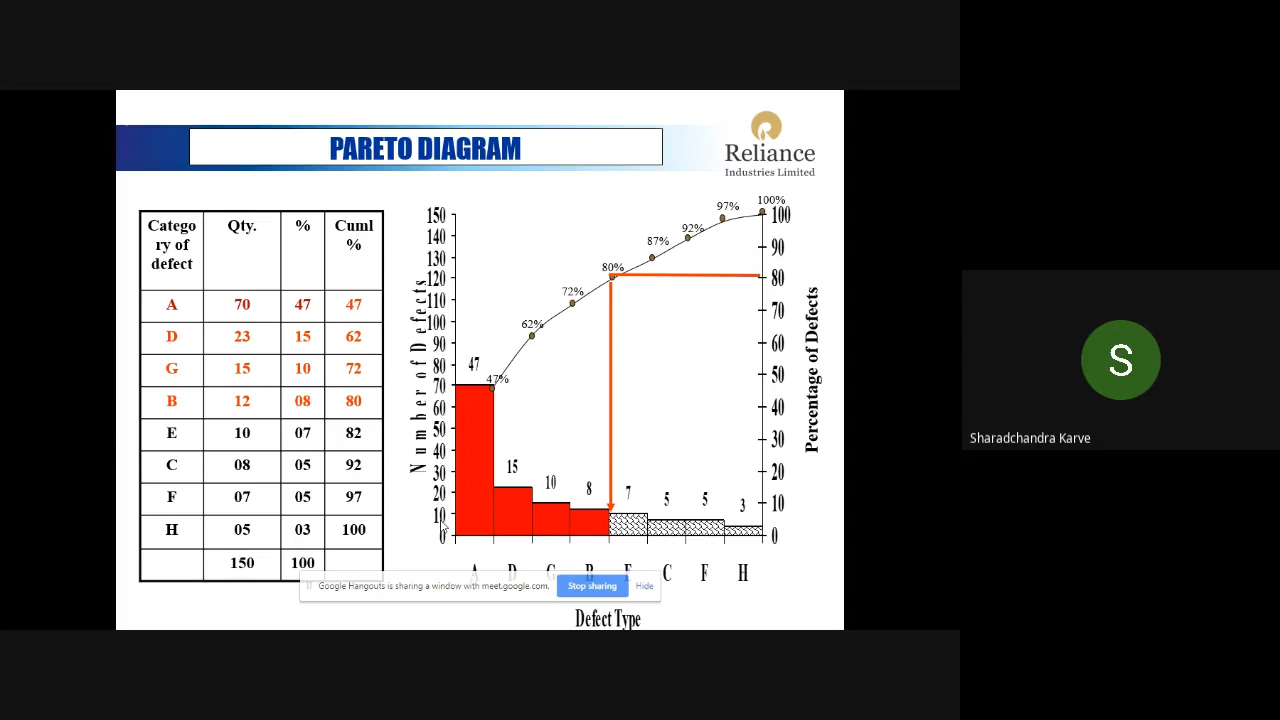 PARETO DIAGRAM
Reliance
Industries Limited
Catego
ry of
defect
Qty.
%
Cuml
%
A 70 47 47
D 23 15 62
G 15 10 72
B 12 08 80
E 10 07 82
C 08 05 92
F 07 05 97
H 05 03 100
150 100
Number of Defects
150
140
130
120
110
100
90
80
70
60
50
40
30
20
10
0
47% 62% 72% 80% 87% 92% 97% 100%
47 15 10 8 7 5 5 3
100
90
80
70
60
50
40
30
20
10
0
Percentage of Defects
A D G B E C F H
Defect Type
Google Hangouts is sharing a window with meet.google.com.
Stop sharing
Hide
S
Sharadchandra Karve